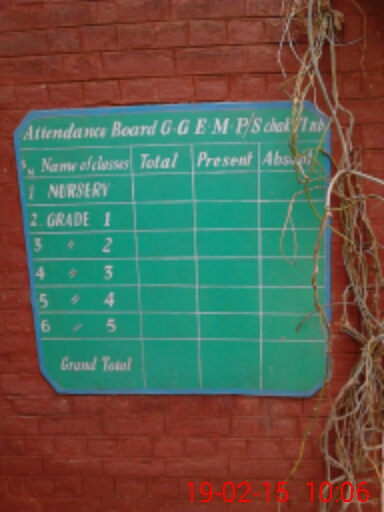 Attendance Board G-G E-M-P/S chak
S N Name of classes Total Present Absent
1 NURSERY
2 GRADE 1
3 〃 2
4 〃 3
5 〃 4
6 〃 5
Grand Total
19-02-15 10:06